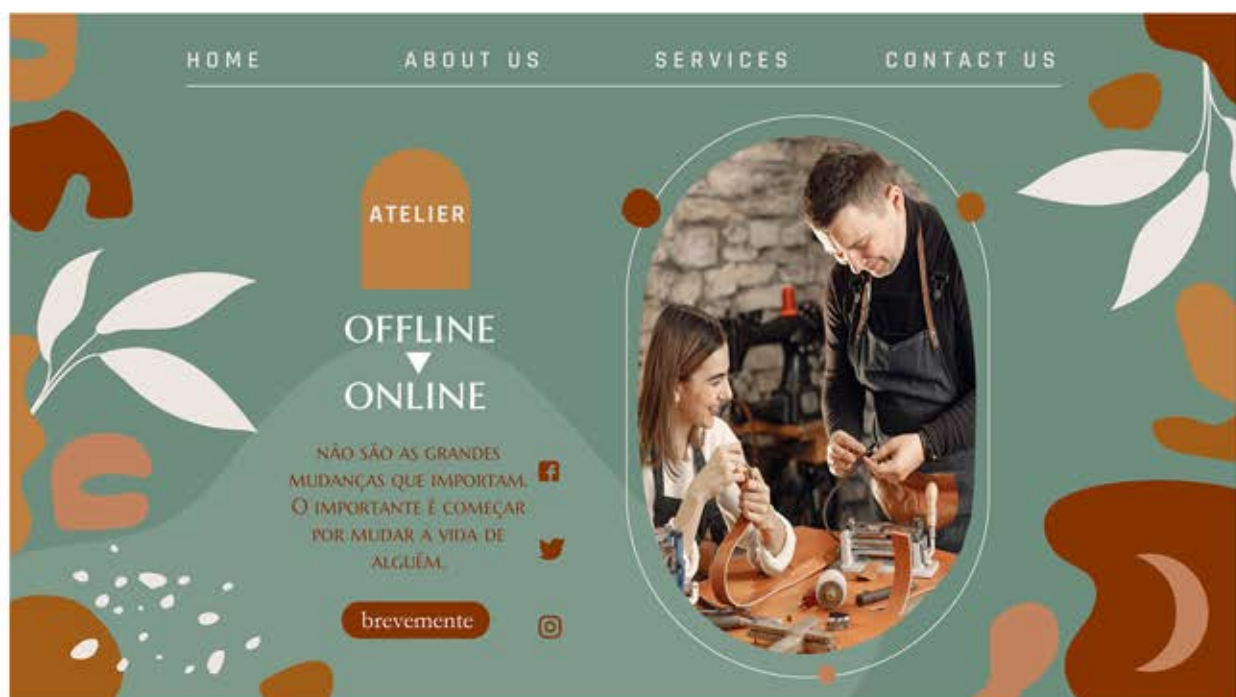 HOME ABOUT US SERVICES CONTACT US
ATELIER
OFFLINE
ONLINE
NÃO SÃO AS GRANDES
MUDANÇAS QUE IMPORTAM.
O IMPORTANTE É COMEÇAR
POR MUDAR A VIDA DE
ALGUÉM.
brevemente